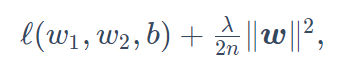 ℓ(w₁, w₂, b) + λ/2n ||𝒘||²,